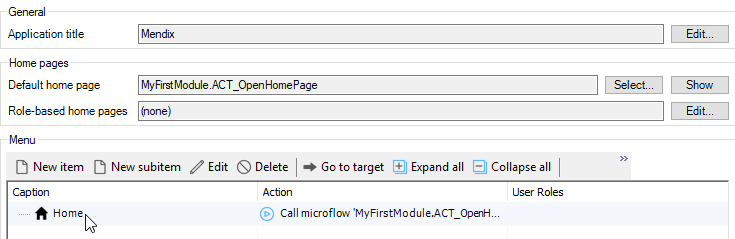 General
Application title Mendix Edit...
Home pages
Default home page MyFirstModule.ACT_OpenHomePage Select... Show
Role-based home pages (none) Edit...
Menu
New item New subitem Edit Delete Go to target Expand all Collapse all »
Caption Action User Roles
Home Call microflow 'MyFirstModule.ACT_OpenH...